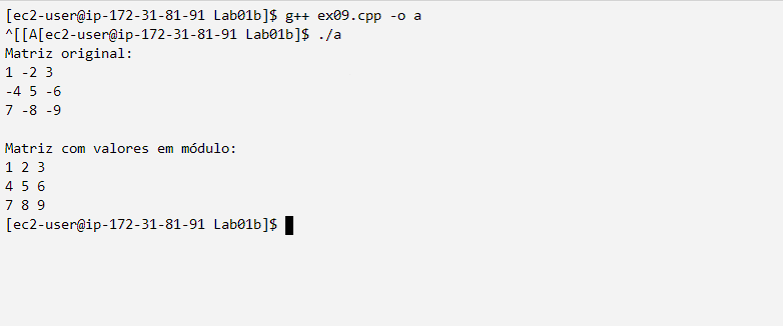 [ec2-user@ip-172-31-81-91 Lab01b]$ g++ ex09.cpp -o a
^[[A[ec2-user@ip-172-31-81-91 Lab01b]$ ./a
Matriz original:
1 -2 3
-4 5 -6
7 -8 -9
Matriz com valores em módulo:
1 2 3
4 5 6
7 8 9
[ec2-user@ip-172-31-81-91 Lab01b]$